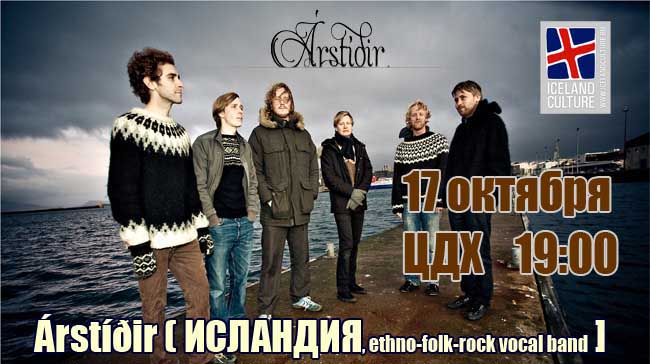 Árstíðir
ICELAND
CULTURE
17 октября
ЦДХ 19:00
Árstíðir ( ИСЛАНДИЯ, ethno-folk-rock vocal band ]